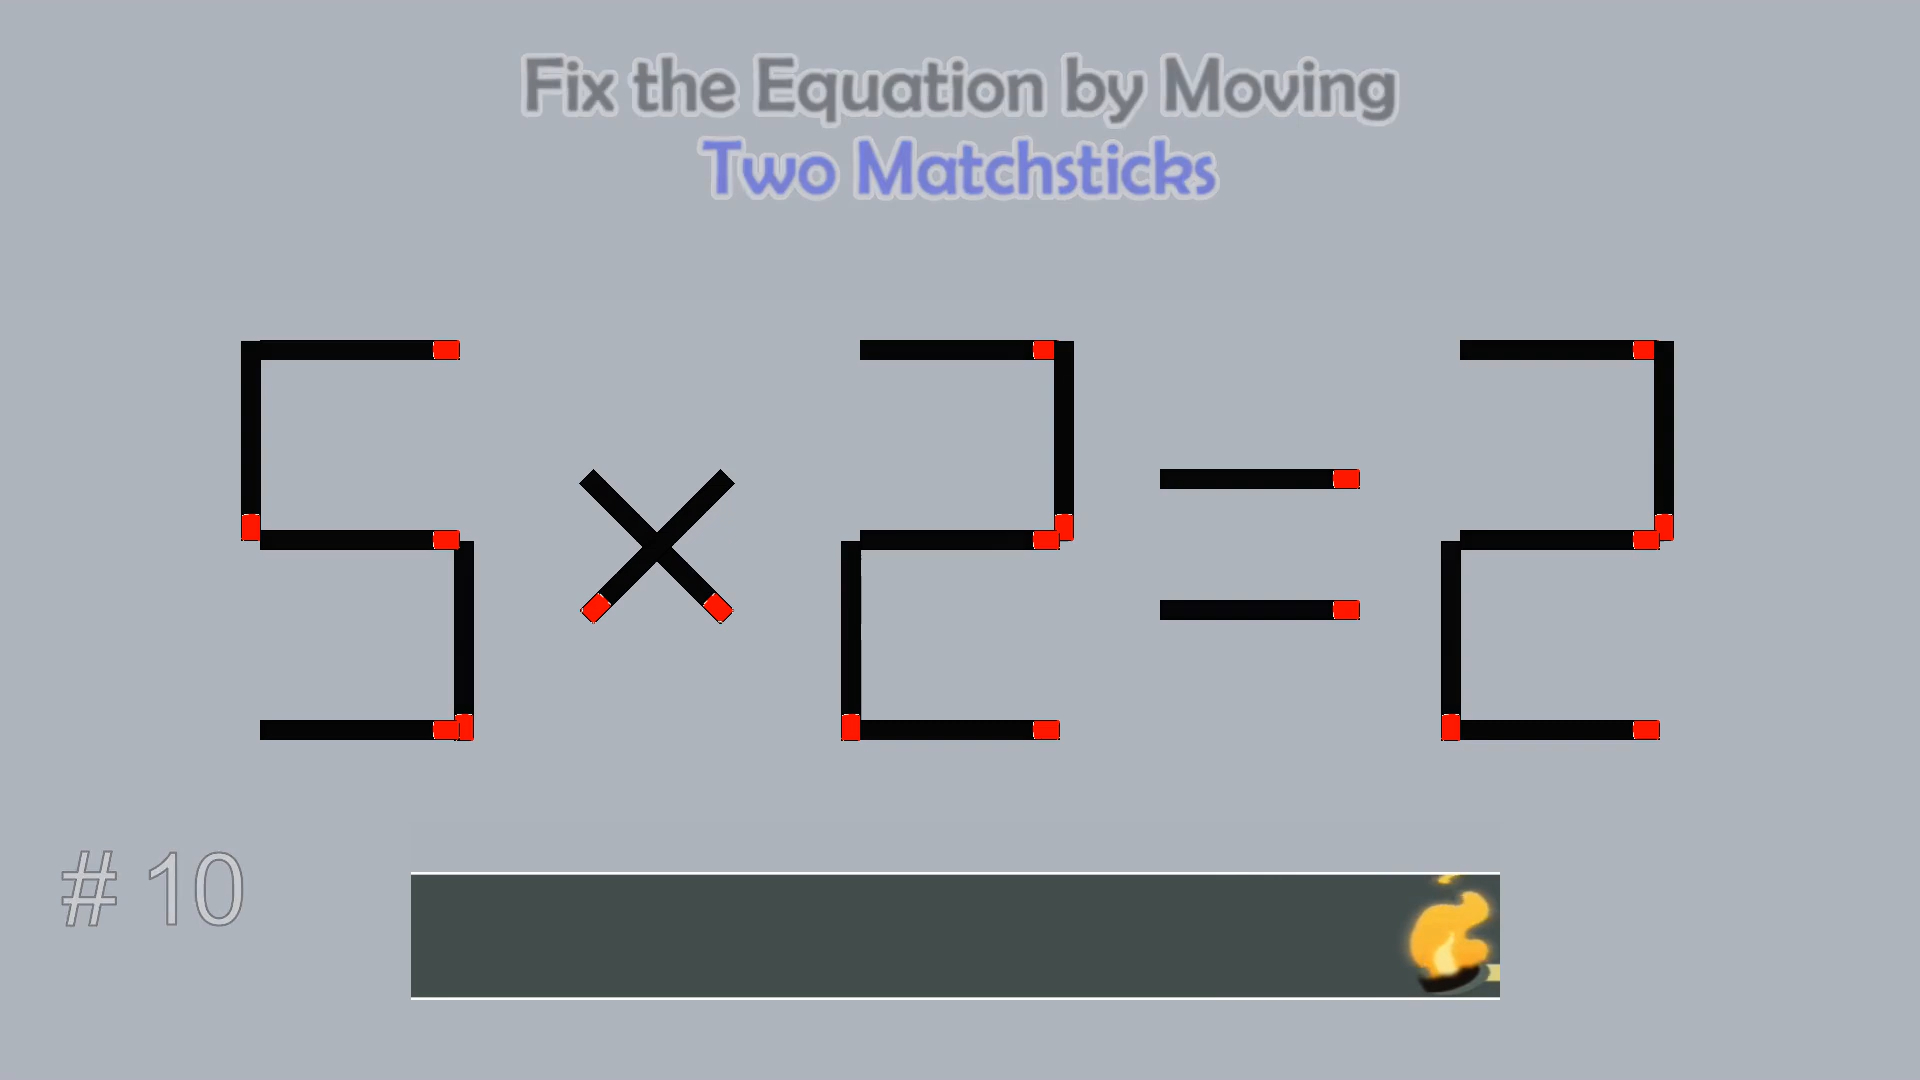 Fix the Equation by Moving
Two Matchsticks
5 × 2 = 2
# 10